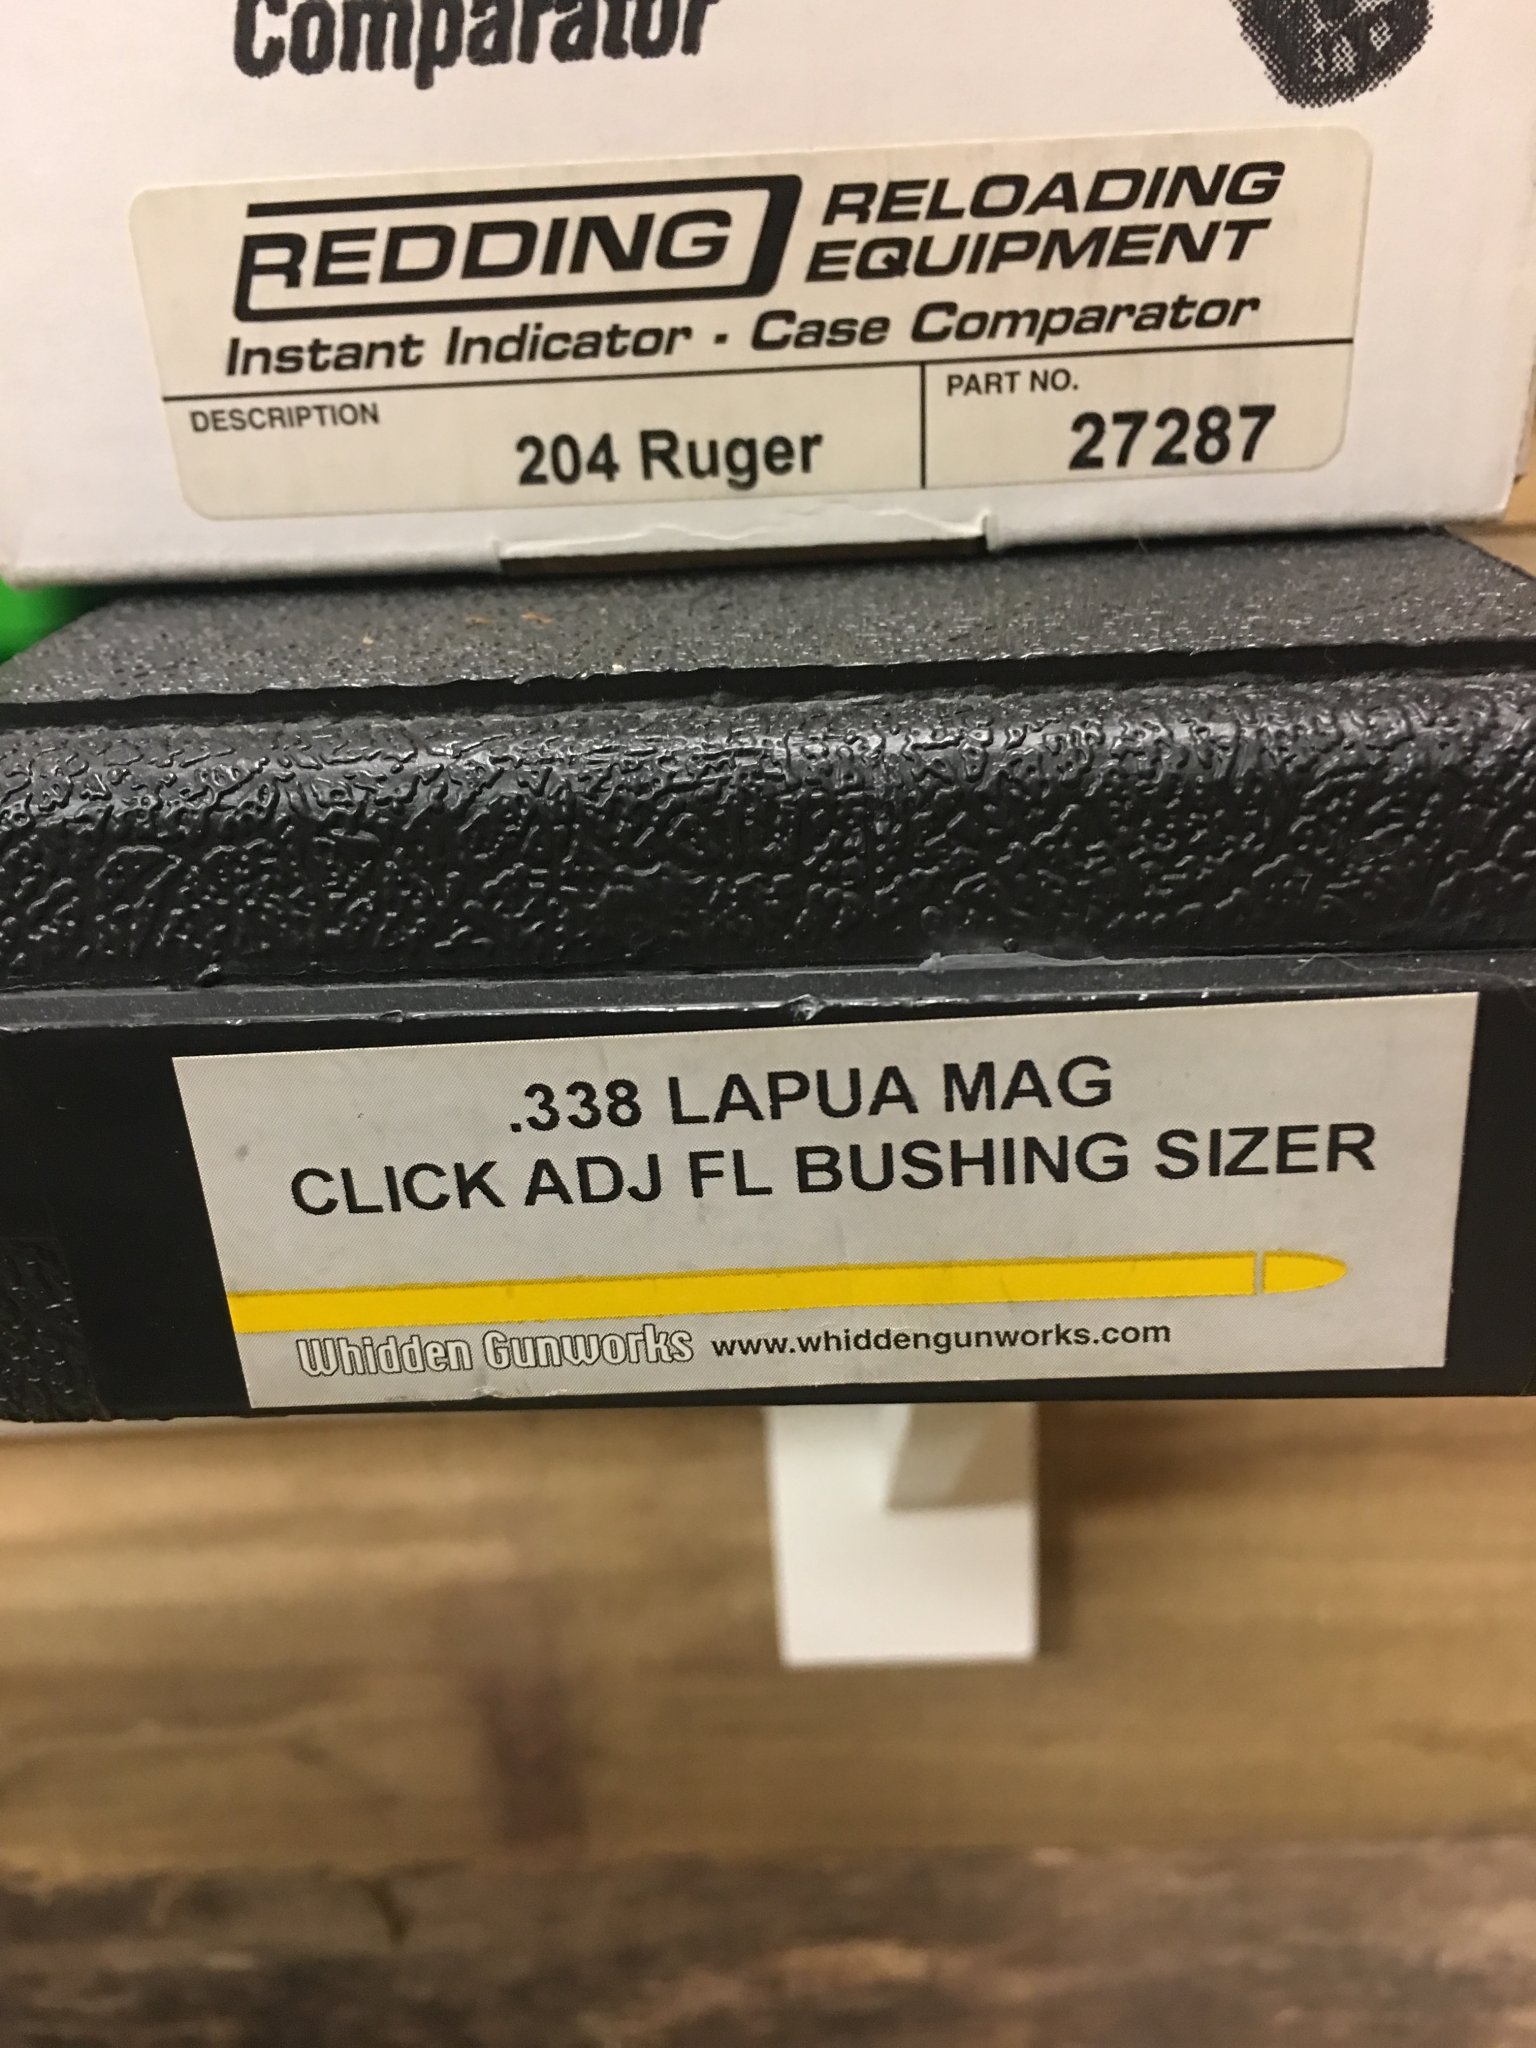 Comparator
REDDING RELOADING EQUIPMENT
Instant Indicator · Case Comparator
DESCRIPTION
204 Ruger
PART NO.
27287
.338 LAPUA MAG
CLICK ADJ FL BUSHING SIZER
Whidden Gunworks www.whiddengunworks.com